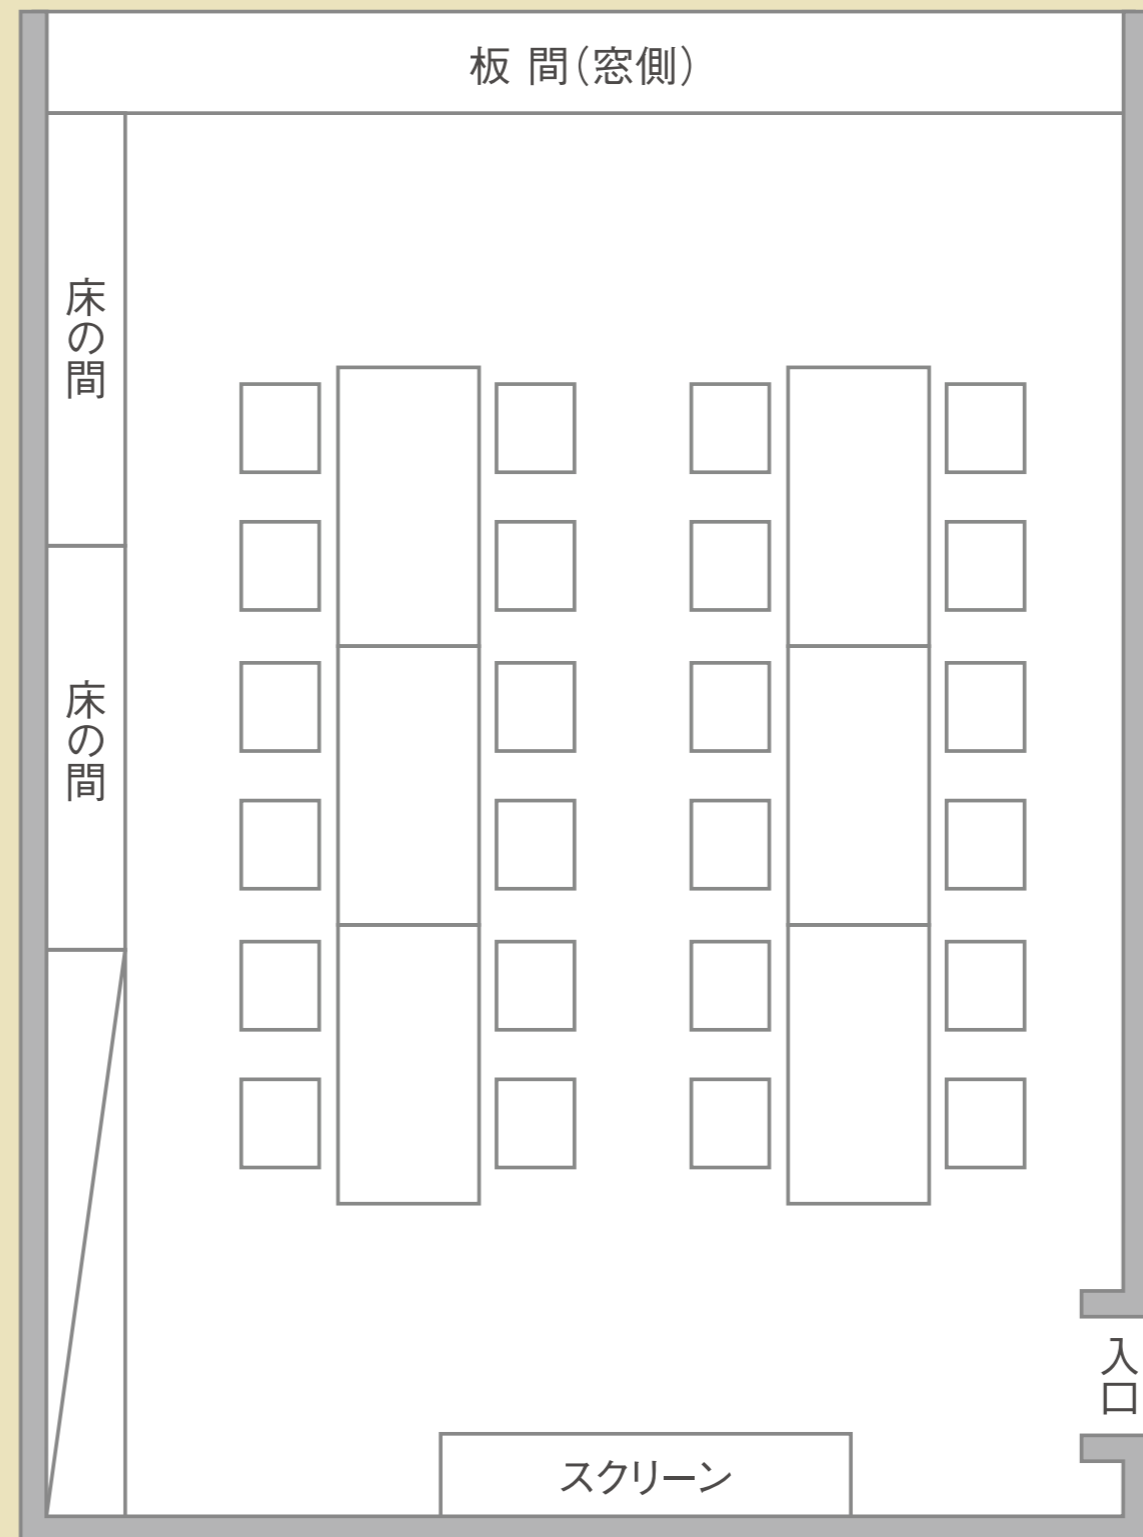 板 間（窓側）
床の間
床の間
入口
スクリーン